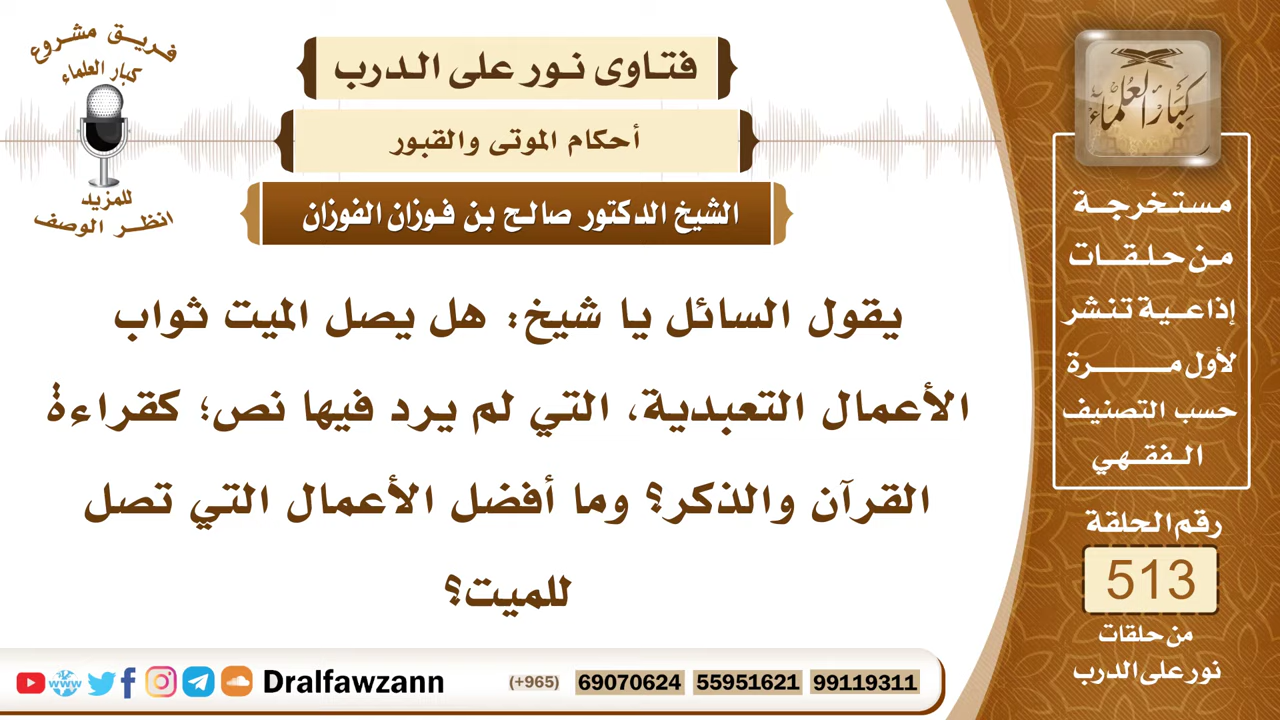 فريق مشروع
كبار العلماء
للمزيد
انظر الوصف
فتاوى نور على الدرب
أحكام الموتى والقبور
الشيخ الدكتور صالح بن فوزان الفوزان
يقول السائل يا شيخ: هل يصل الميت ثواب
الأعمال التعبدية، التي لم يرد فيها نص؛ كقراءة
القرآن والذكر؟ وما أفضل الأعمال التي تصل
للميت؟
كبار العلماء
مستخرجة
من حلقات
إذاعية تنشر
لأول مرة
حسب التصنيف
الفقهي
رقم الحلقة
513
من حلقات
نور على الدرب
www
Dralfawzann
(+965)
69070624
55951621
99119311